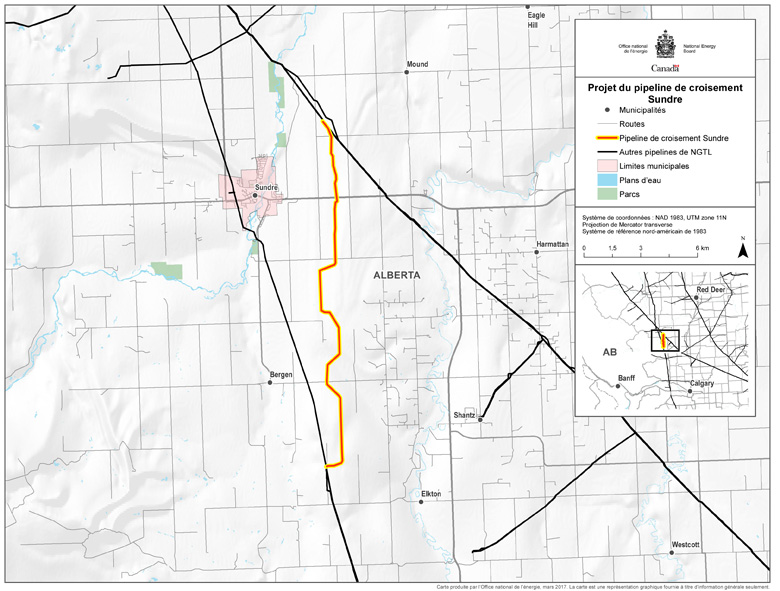 Eagle
Hill
Mound
Sundre
Harmattan
ALBERTA
Bergen
Shantz
Elkton
Westcott
Office national
de l'énergie
National Energy
Board
Canada
Projet du pipeline de croisement
Sundre
Municipalités
Routes
Pipeline de croisement Sundre
Autres pipelines de NGTL
Limites municipales
Plans d'eau
Parcs
Système de coordonnées : NAD 1983, UTM zone 11N
Projection de Mercator transverse
Système de référence nord-américain de 1983
0 1,5 3 6 km
N
Red Deer
AB
Banff
Calgary
Carte produite par l'Office national de l'énergie, mars 2017. La carte est une représentation graphique fournie à titre d'information générale seulement.